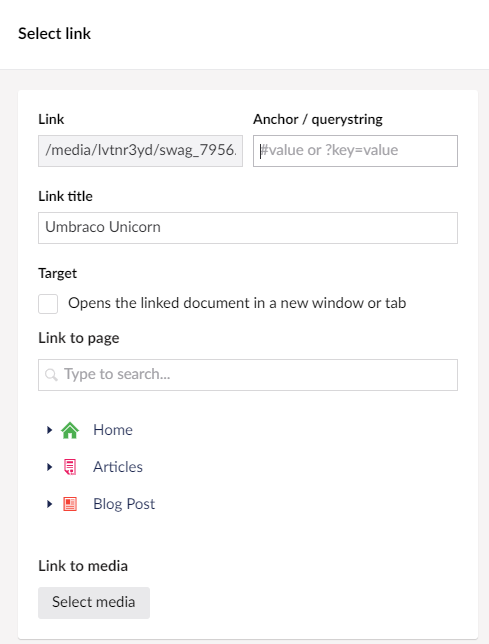 Select link
Link
Anchor / querystring
/media/lvtnr3yd/swag_7956.
#value or ?key=value
Link title
Umbraco Unicorn
Target
Opens the linked document in a new window or tab
Link to page
Type to search...
Home
Articles
Blog Post
Link to media
Select media